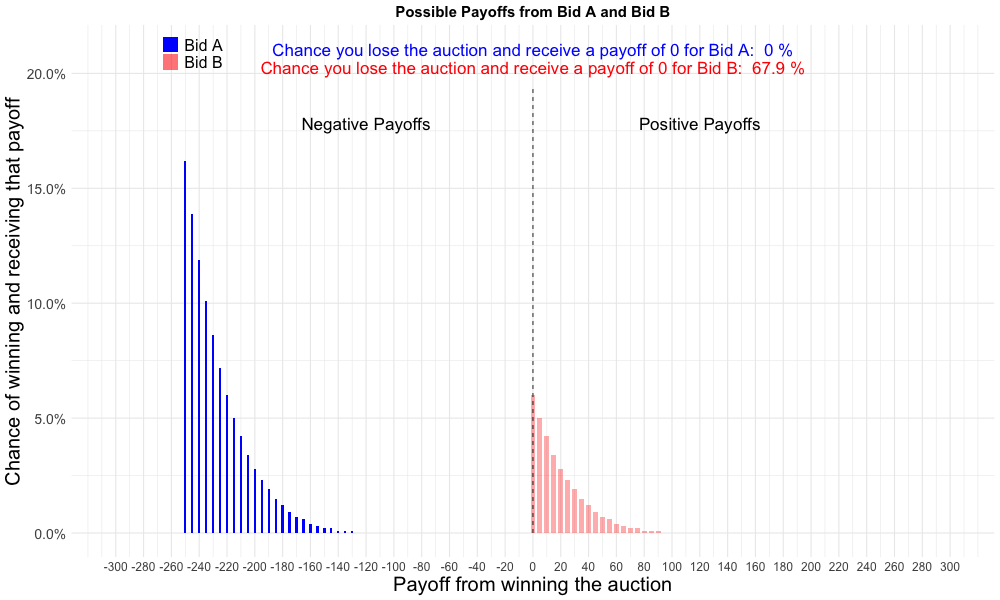 Possible Payoffs from Bid A and Bid B
Bid A
Bid B
Chance you lose the auction and receive a payoff of 0 for Bid A:  0 %
Chance you lose the auction and receive a payoff of 0 for Bid B:  67.9 %
Negative Payoffs
Positive Payoffs
Chance of winning and receiving that payoff
20.0%
15.0%
10.0%
5.0%
0.0%
-300 -280 -260 -240 -220 -200 -180 -160 -140 -120 -100 -80 -60 -40 -20 0 20 40 60 80 100 120 140 160 180 200 220 240 260 280 300
Payoff from winning the auction